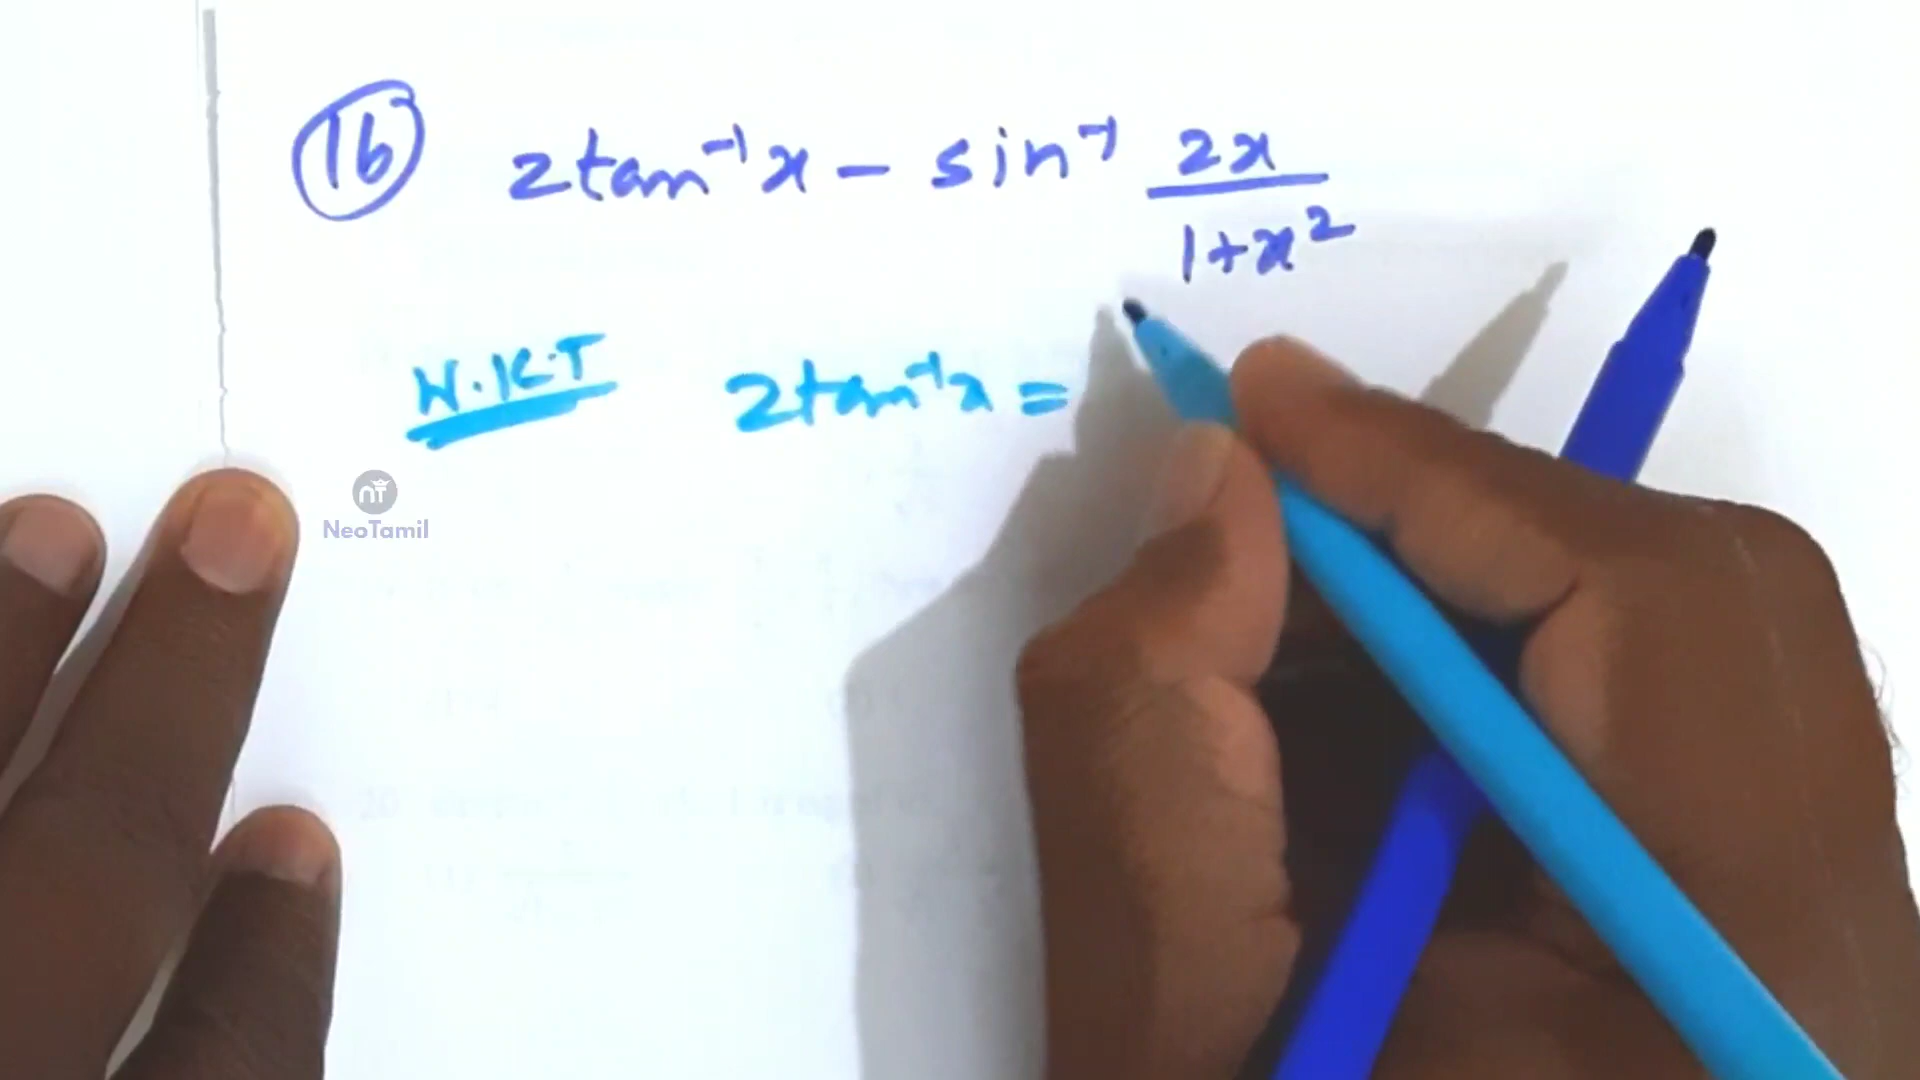 16 2tan⁻¹x - sin⁻¹ 2x/1+x²
W.K.T 2tan⁻¹x =
NeoTamil